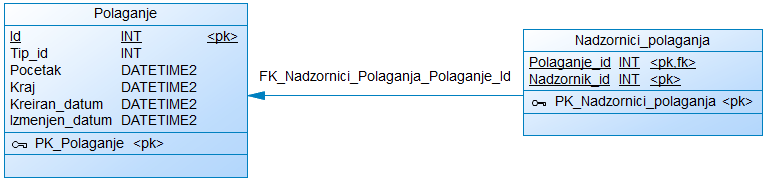 Polaganje
Id INT <pk>
Tip_id INT
Pocetak DATETIME2
Kraj DATETIME2
Kreiran_datum DATETIME2
Izmenjen_datum DATETIME2
PK_Polaganje <pk>
FK_Nadzornici_Polaganja_Polaganje_Id
Nadzornici_polaganja
Polaganje_id INT <pk,fk>
Nadzornik_id INT <pk>
PK_Nadzornici_polaganja <pk>